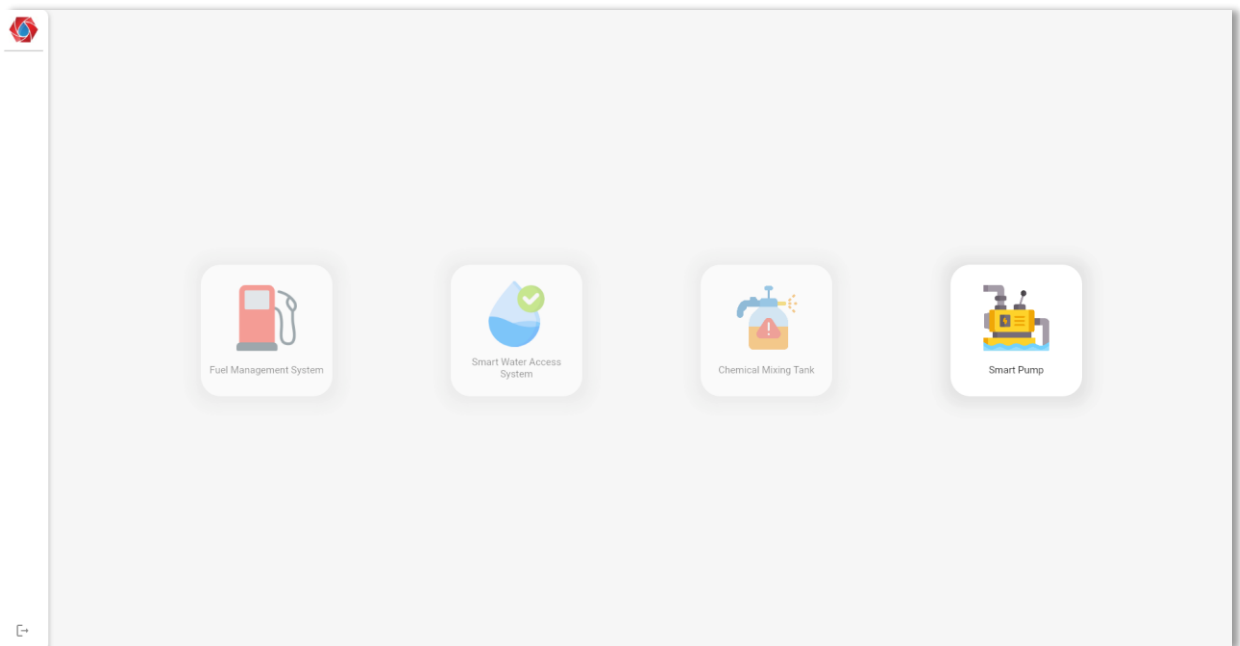 Fuel Management System
Smart Water Access
System
Chemical Mixing Tank
Smart Pump